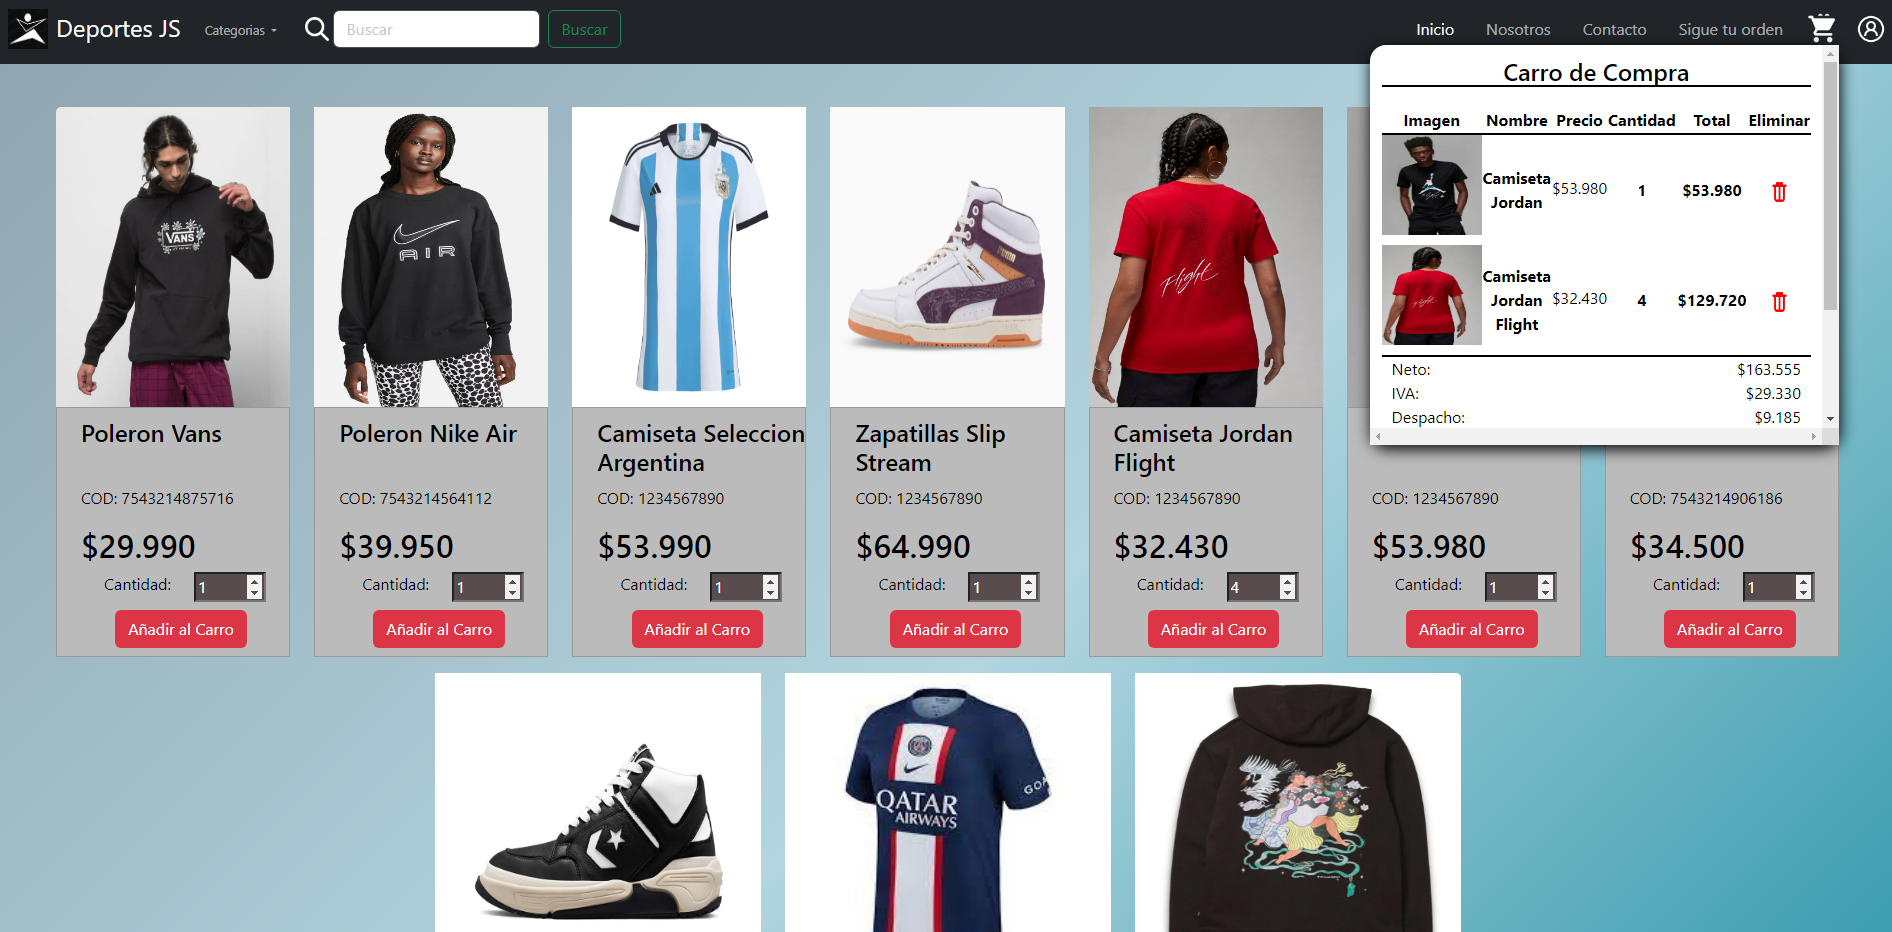 Deportes JS
Categorias
Buscar
Buscar
Inicio
Nosotros
Contacto
Sigue tu orden
Carro de Compra
Imagen Nombre Precio Cantidad Total Eliminar
Camiseta
Jordan
$53.980 1 $53.980
Camiseta
Jordan
Flight
$32.430 4 $129.720
Neto: $163.555
IVA: $29.330
Despacho: $9.185
VANS
AIR
PUMA
Flight
Poleron Vans
COD: 7543214875716
$29.990
Cantidad: 1
Añadir al Carro
Poleron Nike Air
COD: 7543214564112
$39.950
Cantidad: 1
Añadir al Carro
Camiseta Seleccion
Argentina
COD: 1234567890
$53.990
Cantidad: 1
Añadir al Carro
Zapatillas Slip
Stream
COD: 1234567890
$64.990
Cantidad: 1
Añadir al Carro
Camiseta Jordan
Flight
COD: 1234567890
$32.430
Cantidad: 4
Añadir al Carro
COD: 1234567890
$53.980
Cantidad: 1
Añadir al Carro
COD: 7543214906186
$34.500
Cantidad: 1
Añadir al Carro
QATAR
AIRWAYS
GOA